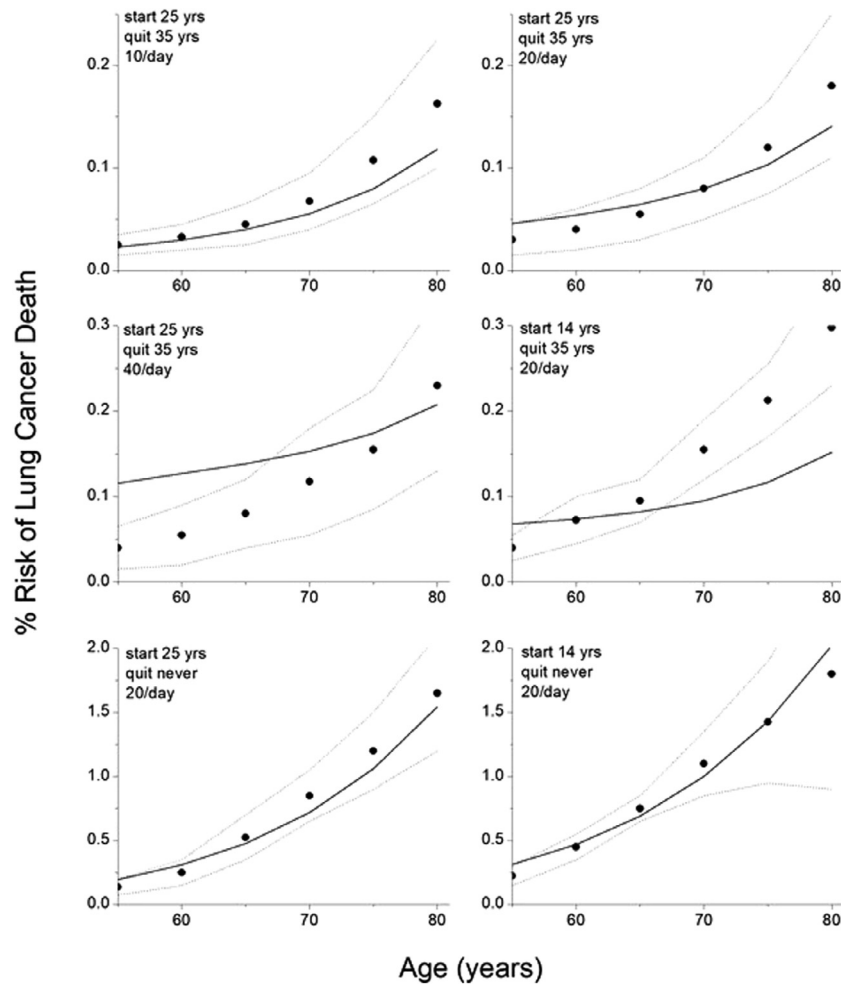 % Risk of Lung Cancer Death
start 25 yrs
quit 35 yrs
10/day
0.2
0.1
0.0
60
70
80
start 25 yrs
quit 35 yrs
20/day
0.2
0.1
0.0
60
70
80
start 25 yrs
quit 35 yrs
40/day
0.3
0.2
0.1
0.0
60
70
80
start 14 yrs
quit 35 yrs
20/day
0.3
0.2
0.1
0.0
60
70
80
start 25 yrs
quit never
20/day
2.0
1.5
1.0
0.5
0.0
60
70
80
start 14 yrs
quit never
20/day
2.0
1.5
1.0
0.5
0.0
60
70
80
Age (years)